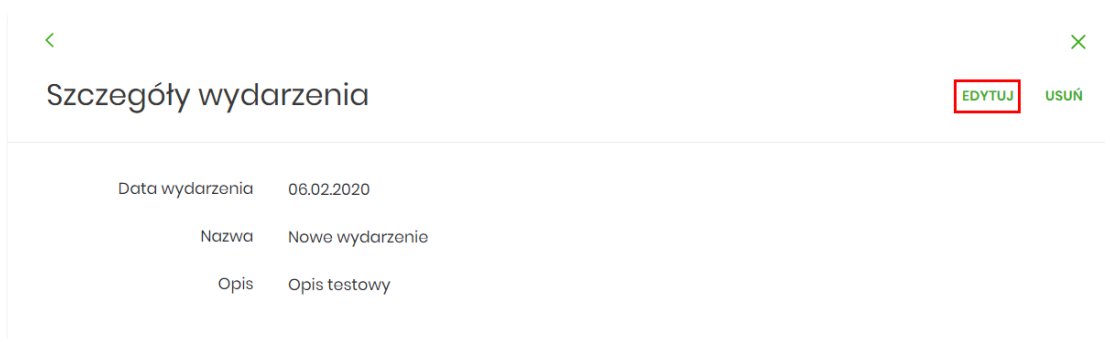 Szczegóły wydarzenia
EDYTUJ USUŃ
Data wydarzenia 06.02.2020
Nazwa Nowe wydarzenie
Opis Opis testowy